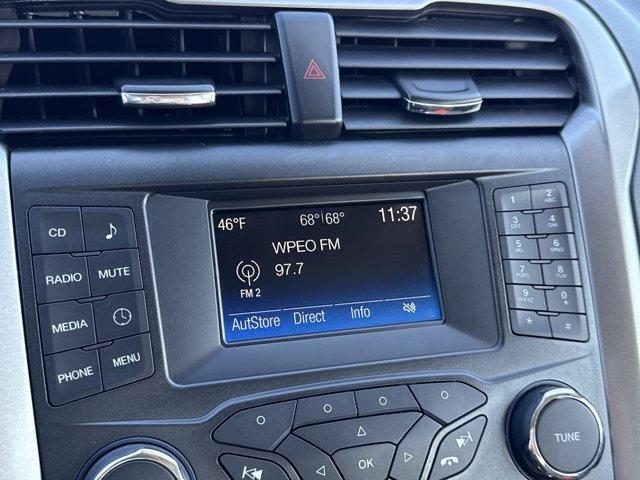 46°F 68° 68° 11:37
WPEO FM
97.7
FM 2
AutoStore Direct Info
CD
RADIO MUTE
MEDIA
PHONE MENU
1 2 ABC
3 DEF 4 GHI
5 JKL 6 MNO
7 PQRS 8 TUV
9 WXYZ 0 +
* #
OK
TUNE